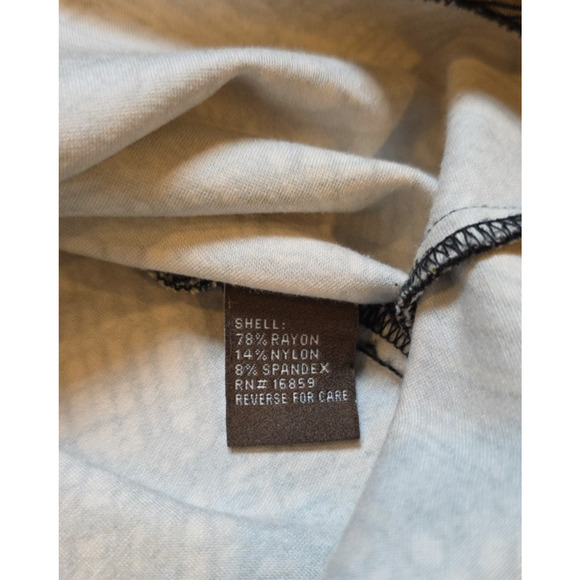 SHELL:
78% RAYON
14% NYLON
8% SPANDEX
RN# 16859
REVERSE FOR CARE